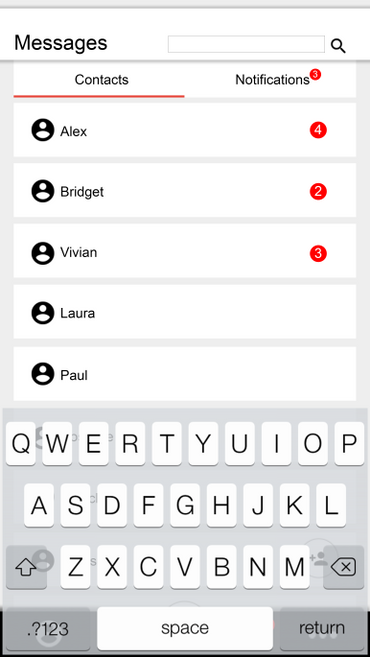 Messages
Contacts
Notifications 3
Alex 4
Bridget 2
Vivian 3
Laura
Paul
Q W E R T Y U I O P
A S D F G H J K L
Z X C V B N M
.?123 space return